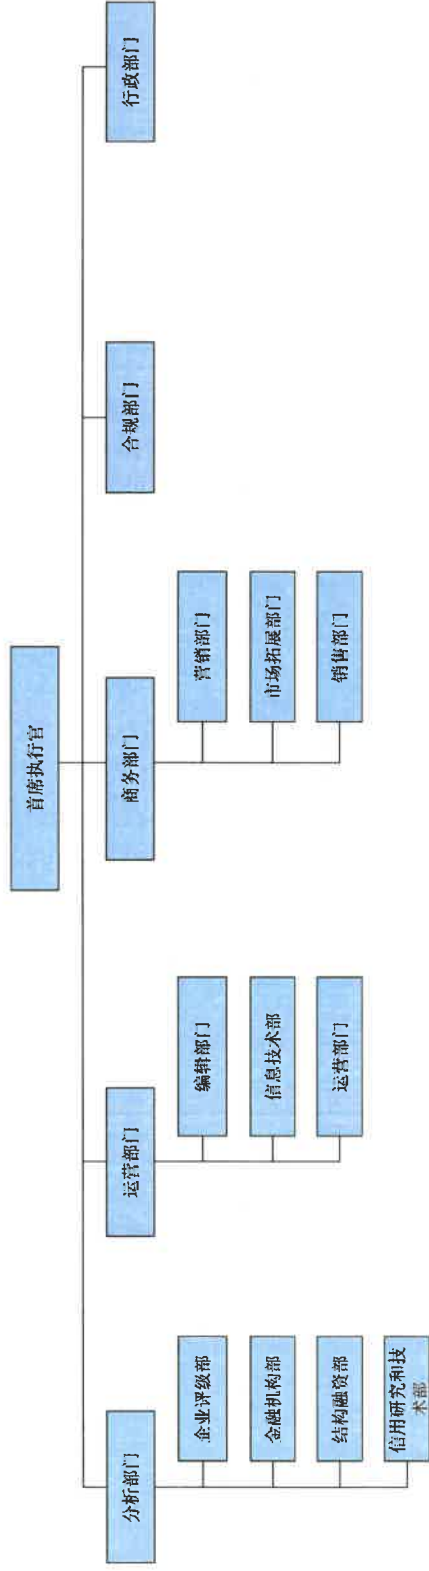 首席执行官
分析部门
运营部门
商务部门
合规部门
行政部门
企业评级部
金融机构部
结构融资部
信用研究和技
术部
编辑部门
信息技术部
运营部门
营销部门
市场拓展部门
销售部门